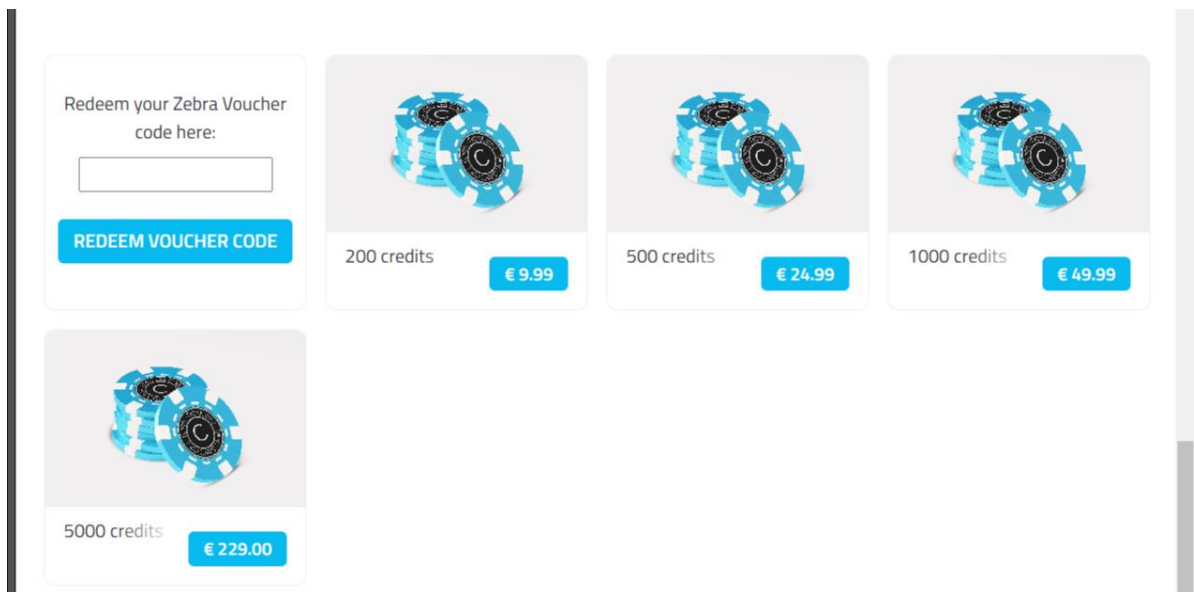 Redeem your Zebra Voucher
code here:
REDEEM VOUCHER CODE
200 credits
€ 9.99
500 credits
€ 24.99
1000 credits
€ 49.99
5000 credits
€ 229.00
C
C
C
C